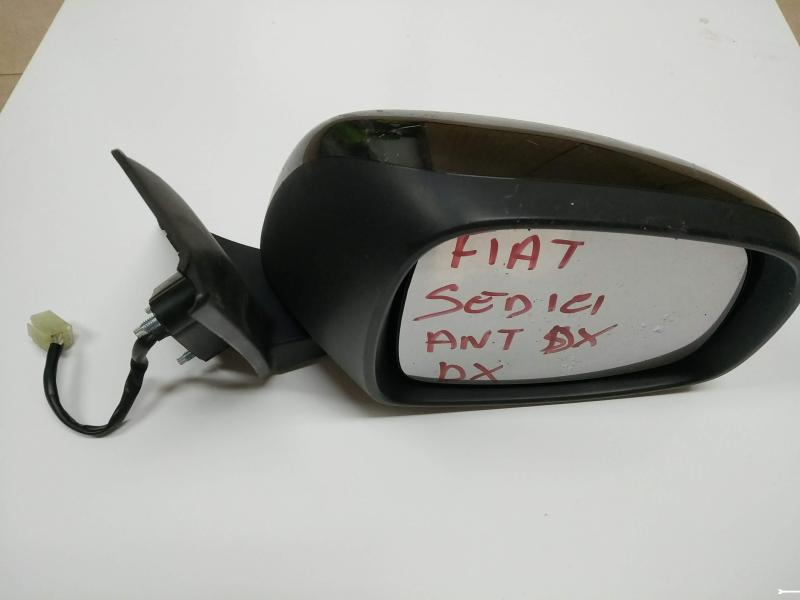 FIAT
SEDICI
ANT DX
DX